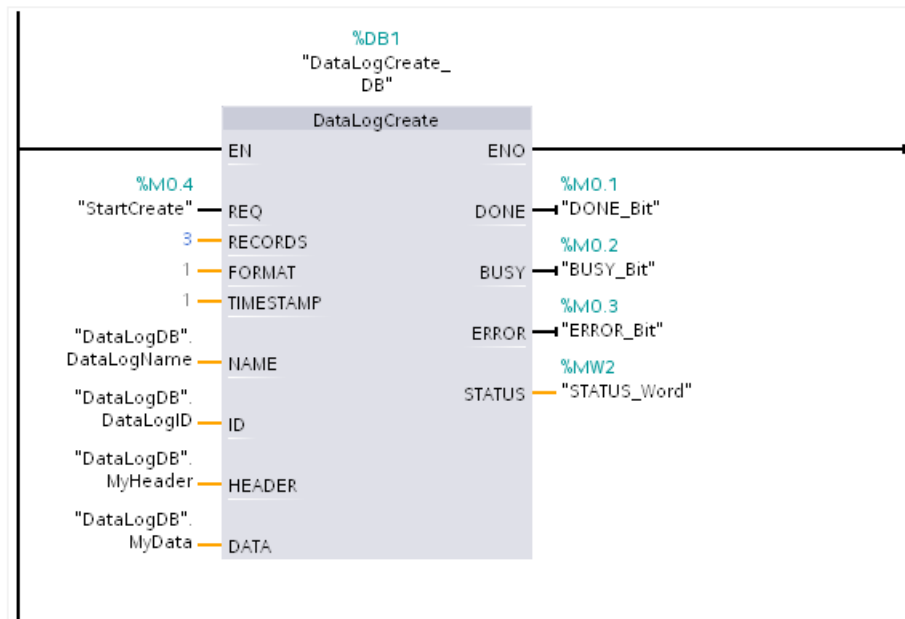 %DB1
"DataLogCreate_
DB"
DataLogCreate
EN ENO
%M0.4
"StartCreate" REQ
3 RECORDS
1 FORMAT
1 TIMESTAMP
"DataLogDB".
DataLogName NAME
"DataLogDB".
DataLogID ID
"DataLogDB".
MyHeader HEADER
"DataLogDB".
MyData DATA
%M0.1
DONE "DONE_Bit"
%M0.2
BUSY "BUSY_Bit"
%M0.3
ERROR "ERROR_Bit"
%MW2
STATUS "STATUS_Word"